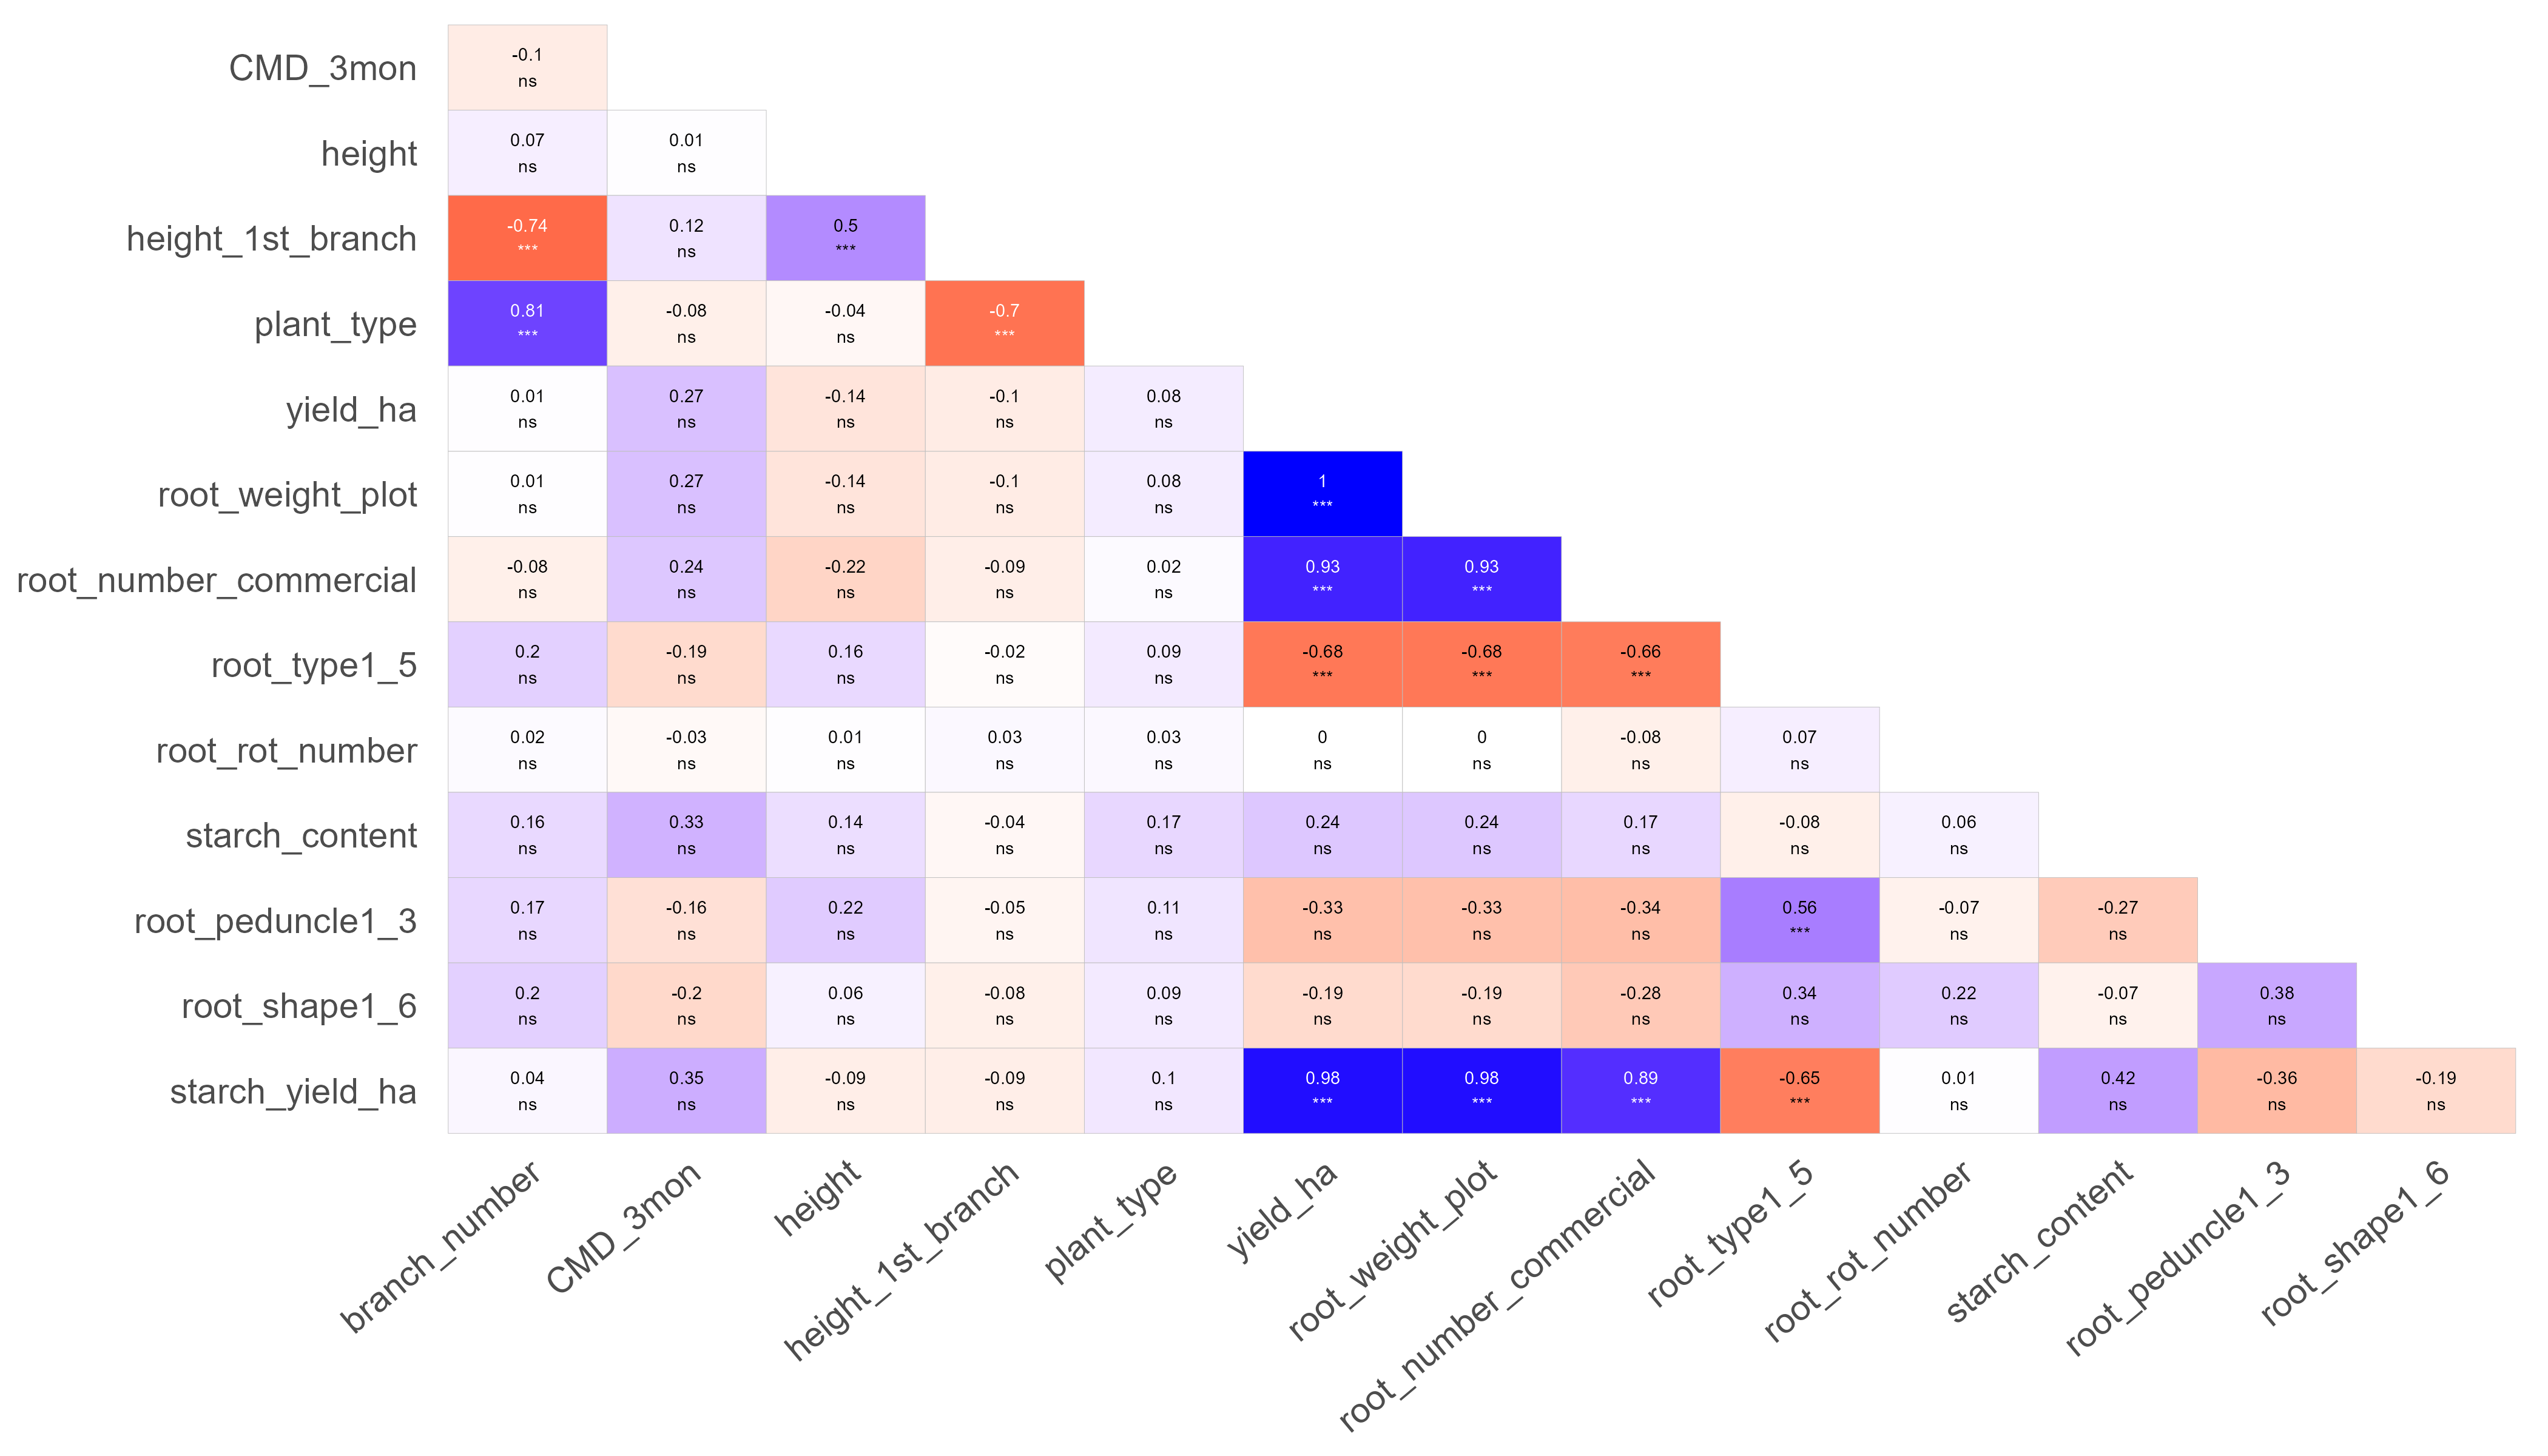 -0.1
CMD_3mon
ns
0.07 0.01
height
ns ns
-0.74 0.12 0.5
height_1st_branch
*** ns ***
0.81 -0.08 -0.04 -0.7
plant_type
*** ns ns ***
0.01 0.27 -0.14 -0.1 0.08
yield_ha
ns ns ns ns ns
0.01 0.27 -0.14 -0.1 0.08 1
root_weight_plot
ns ns ns ns ns ***
-0.08 0.24 -0.22 -0.09 0.02 0.93 0.93
root_number_commercial
ns ns ns ns ns *** ***
0.2 -0.19 0.16 -0.02 0.09 -0.68 -0.68 -0.66
root_type1_5
ns ns ns ns ns *** *** ***
0.02 -0.03 0.01 0.03 0.03 0 0 -0.08 0.07
root_rot_number
ns ns ns ns ns ns ns ns ns
0.16 0.33 0.14 -0.04 0.17 0.24 0.24 0.17 -0.08 0.06
starch_content
ns ns ns ns ns ns ns ns ns ns
0.17 -0.16 0.22 -0.05 0.11 -0.33 -0.33 -0.34 0.56 -0.07 -0.27
root_peduncle1_3
ns ns ns ns ns ns ns ns *** ns ns
0.2 -0.2 0.06 -0.08 0.09 -0.19 -0.19 -0.28 0.34 0.22 -0.07 0.38
root_shape1_6
ns ns ns ns ns ns ns ns ns ns ns ns
0.04 0.35 -0.09 -0.09 0.1 0.98 0.98 0.89 -0.65 0.01 0.42 -0.36 -0.19
starch_yield_ha
ns ns ns ns ns *** *** *** *** ns ns ns ns
branch_number
CMD_3mon
height
height_1st_branch
plant_type
yield_ha
root_weight_plot
root_number_commercial
root_type1_5
root_rot_number
starch_content
root_peduncle1_3
root_shape1_6